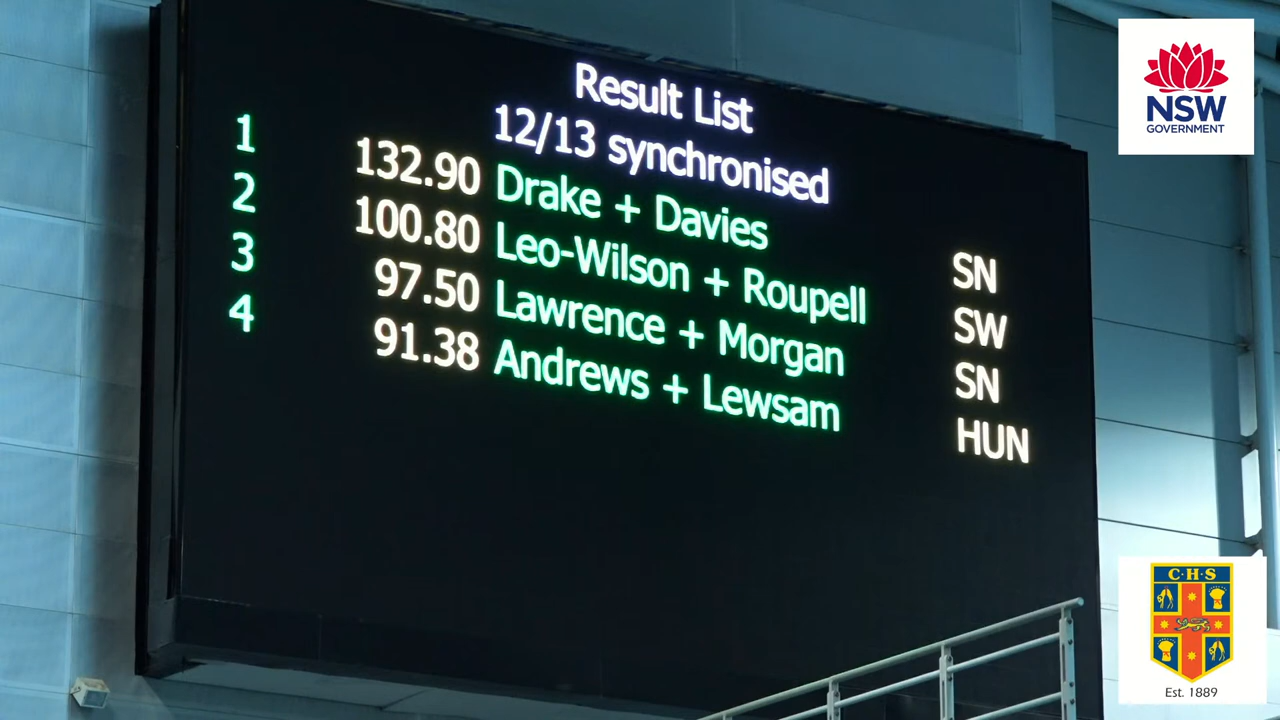 Result List
12/13 synchronised
1 132.90 Drake + Davies SN
2 100.80 Leo-Wilson + Roupell SW
3 97.50 Lawrence + Morgan SN
4 91.38 Andrews + Lewsam HUN
NSW
GOVERNMENT
C·H·S
Est. 1889